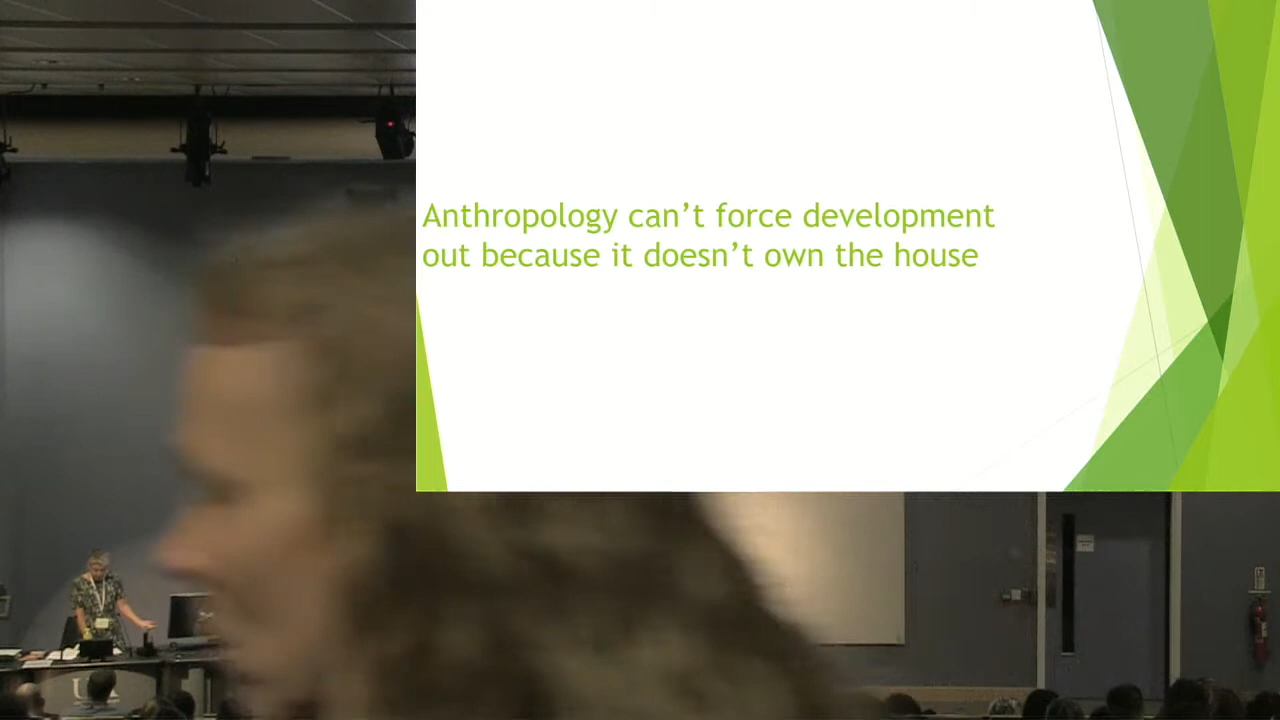 Anthropology can’t force development
out because it doesn’t own the house